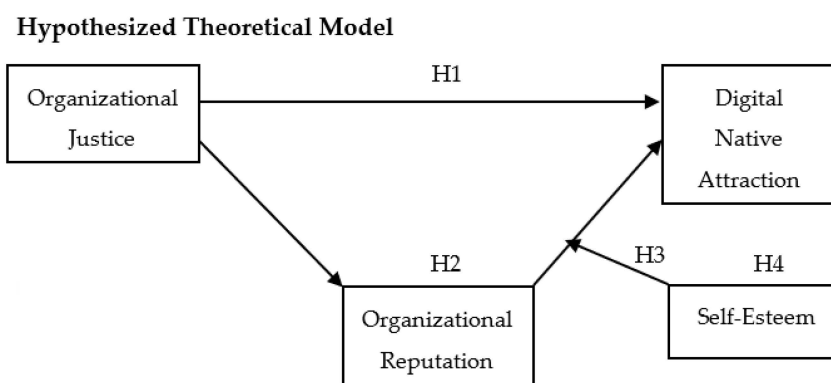 Hypothesized Theoretical Model
H1
Organizational
Justice
Digital
Native
Attraction
H2
H3
H4
Organizational
Reputation
Self-Esteem